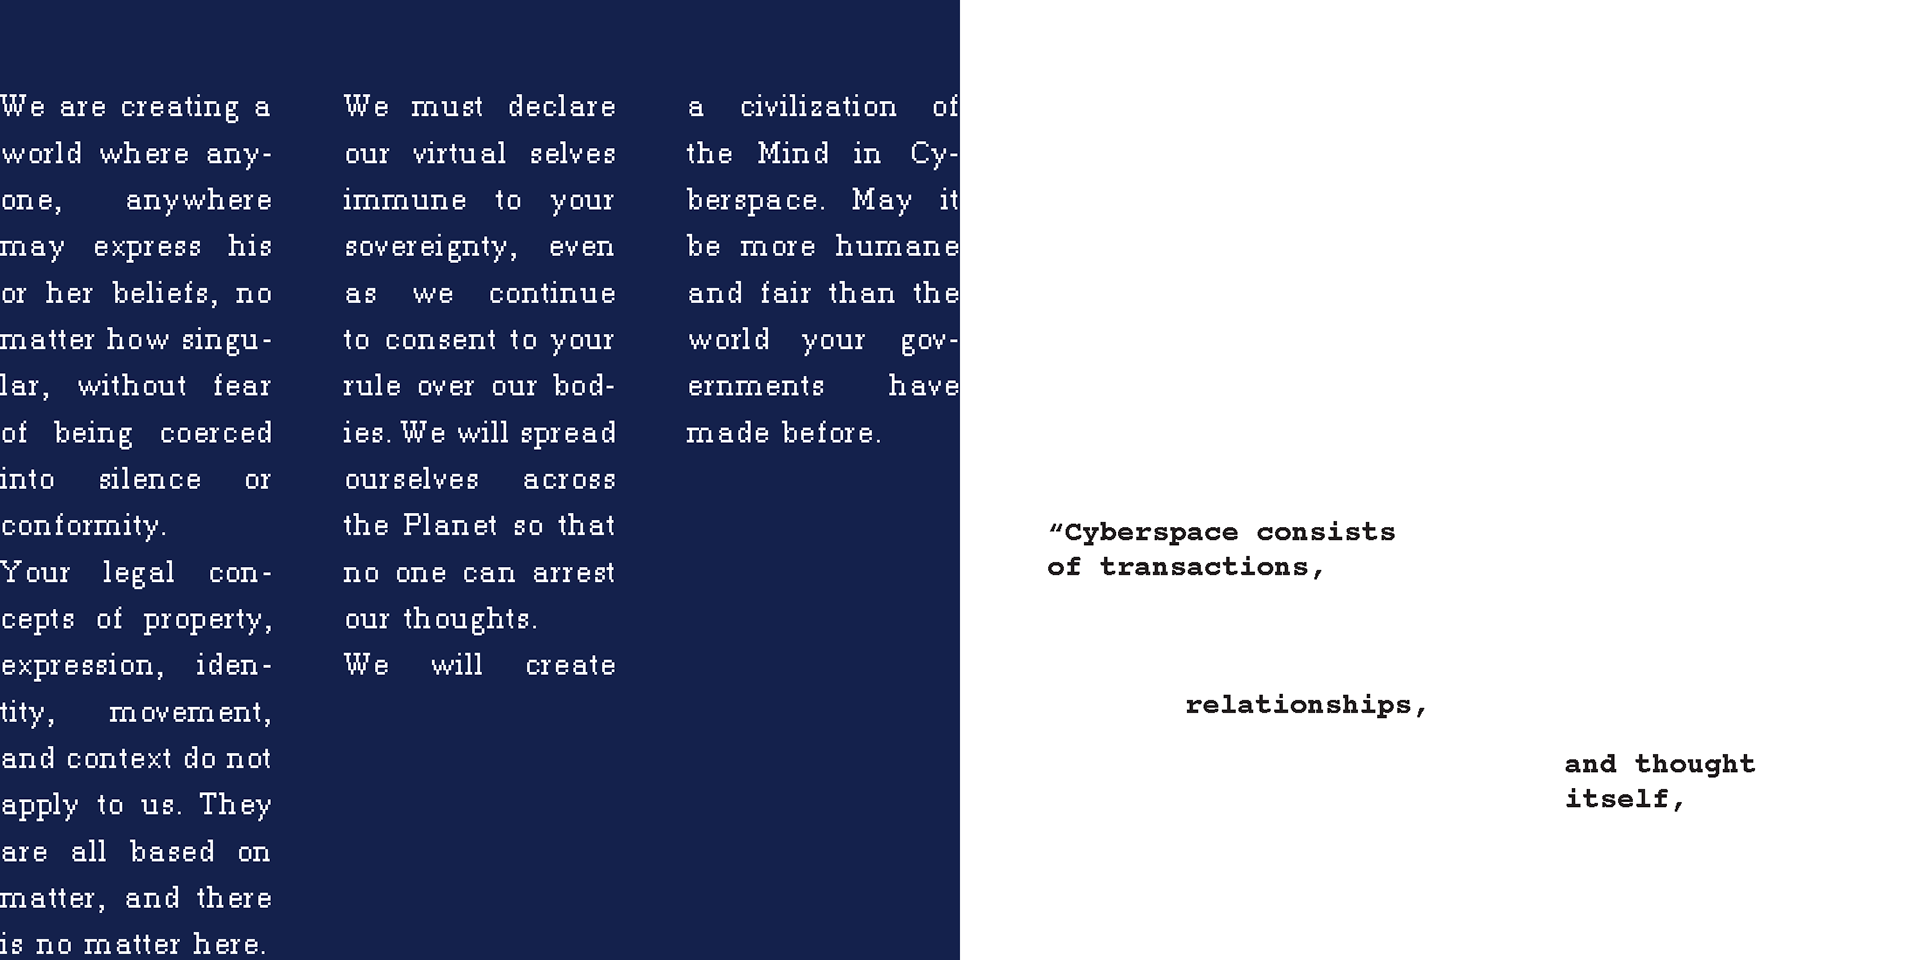 We are creating a
world where any-
one, anywhere
may express his
or her beliefs, no
matter how singu-
lar, without fear
of being coerced
into silence or
conformity.
Your legal con-
cepts of property,
expression, iden-
tity, movement,
and context do not
apply to us. They
are all based on
matter, and there
is no matter here.
We must declare
our virtual selves
immune to your
sovereignty, even
as we continue
to consent to your
rule over our bod-
ies. We will spread
ourselves across
the Planet so that
no one can arrest
our thoughts.
We will create
a civilization of
the Mind in Cy-
berspace. May it
be more humane
and fair than the
world your gov-
ernments have
made before.
“Cyberspace consists
of transactions,
relationships,
and thought
itself,